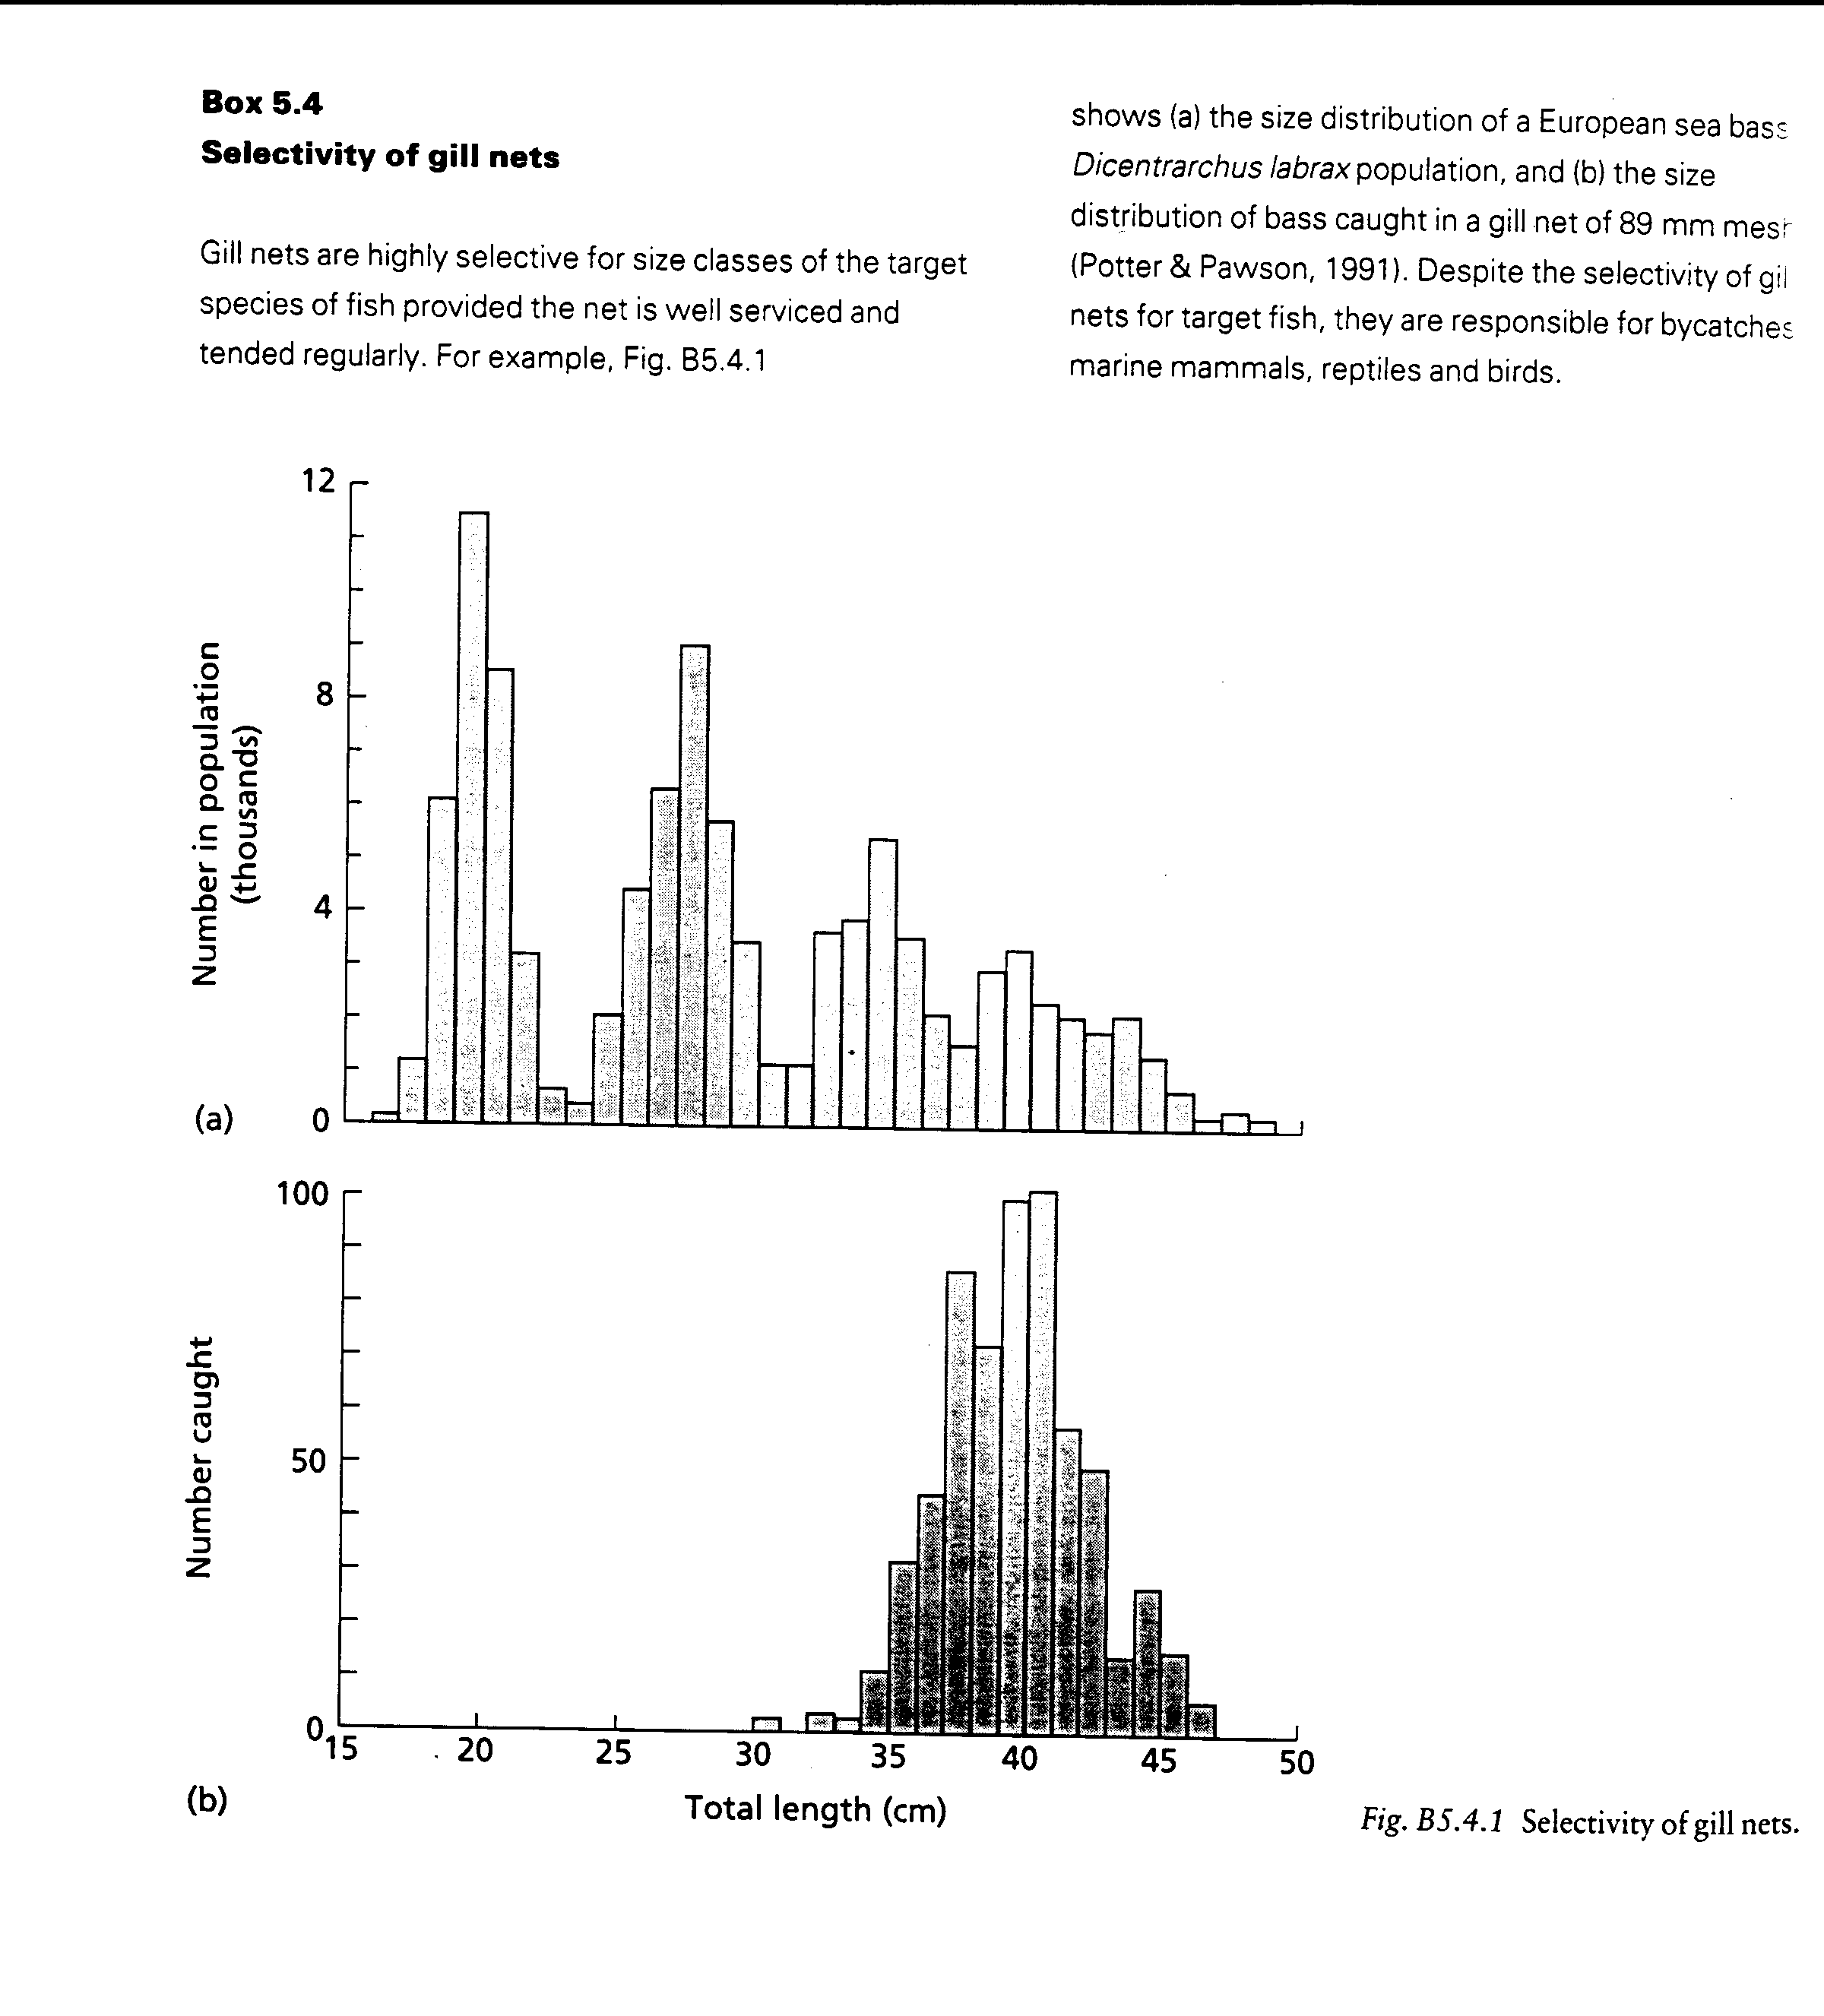 Box 5.4
Selectivity of gill nets
Gill nets are highly selective for size classes of the target
species of fish provided the net is well serviced and
tended regularly. For example, Fig. B5.4.1
shows (a) the size distribution of a European sea bass
Dicentrarchus labrax population, and (b) the size
distribution of bass caught in a gill net of 89 mm mesh
(Potter & Pawson, 1991). Despite the selectivity of gil
nets for target fish, they are responsible for bycatches
marine mammals, reptiles and birds.
12
8
4
0
Number in population
(thousands)
(a)
100
50
0
Number caught
15 20 25 30 35 40 45 50
Total length (cm)
(b)
Fig. B5.4.1 Selectivity of gill nets.